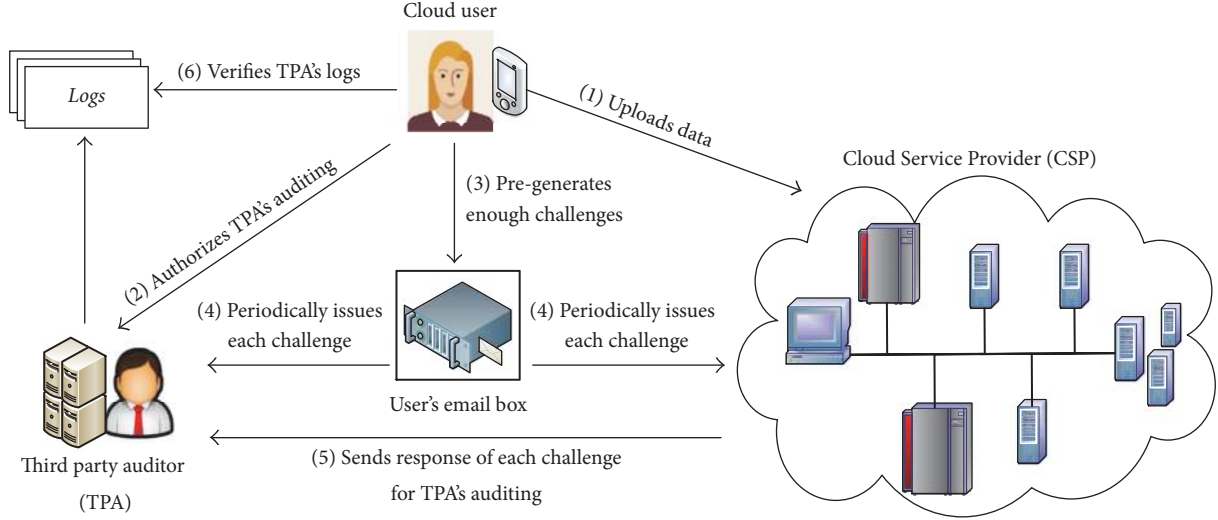 Cloud user
(6) Verifies TPA's logs
Logs
(1) Uploads data
Cloud Service Provider (CSP)
(3) Pre-generates
enough challenges
(2) Authorizes TPA's auditing
(4) Periodically issues
each challenge
(4) Periodically issues
each challenge
User's email box
Third party auditor
(TPA)
(5) Sends response of each challenge
for TPA's auditing